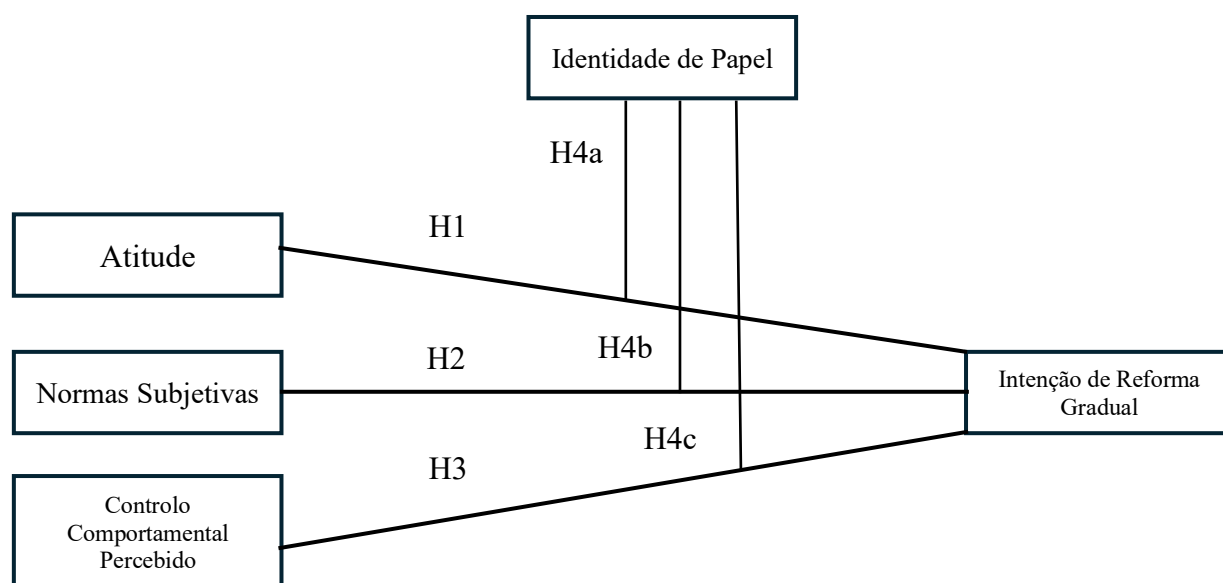 Identidade de Papel
H4a
H1
Atitude
H4b
H2
Normas Subjetivas
Intenção de Reforma
Gradual
H4c
H3
Controlo
Comportamental
Percebido